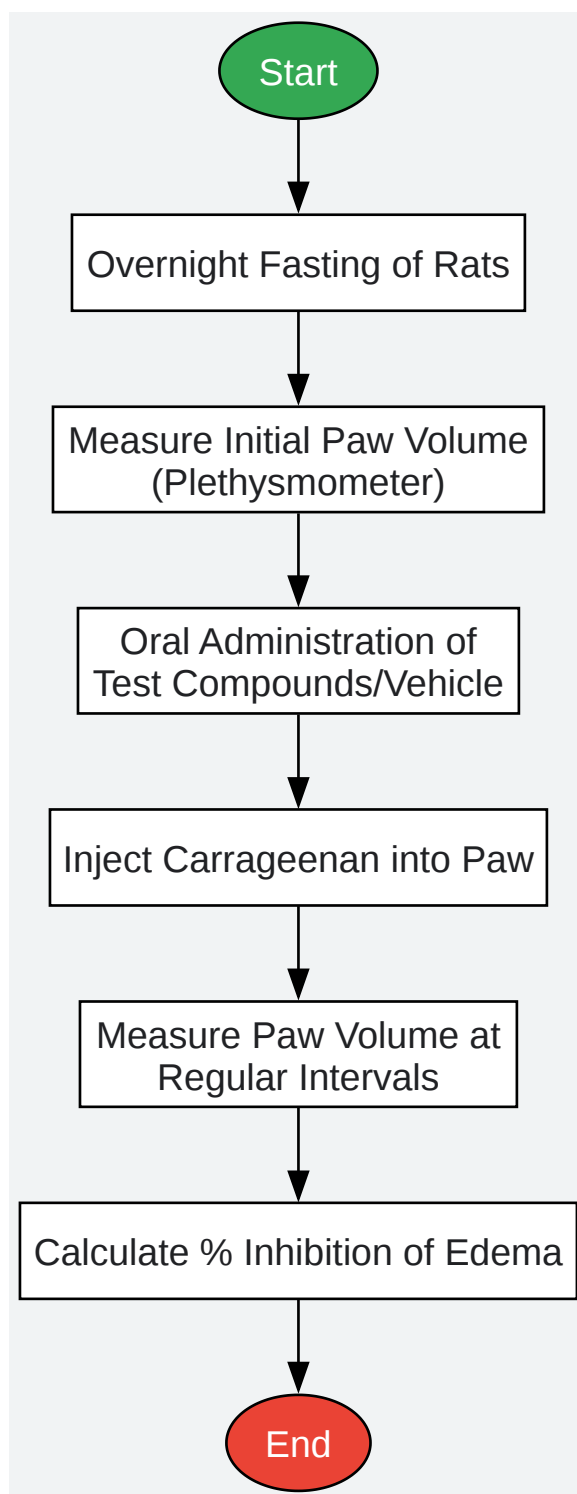 Start
Overnight Fasting of Rats
Measure Initial Paw Volume
(Plethysmometer)
Oral Administration of
Test Compounds/Vehicle
Inject Carrageenan into Paw
Measure Paw Volume at
Regular Intervals
Calculate % Inhibition of Edema
End